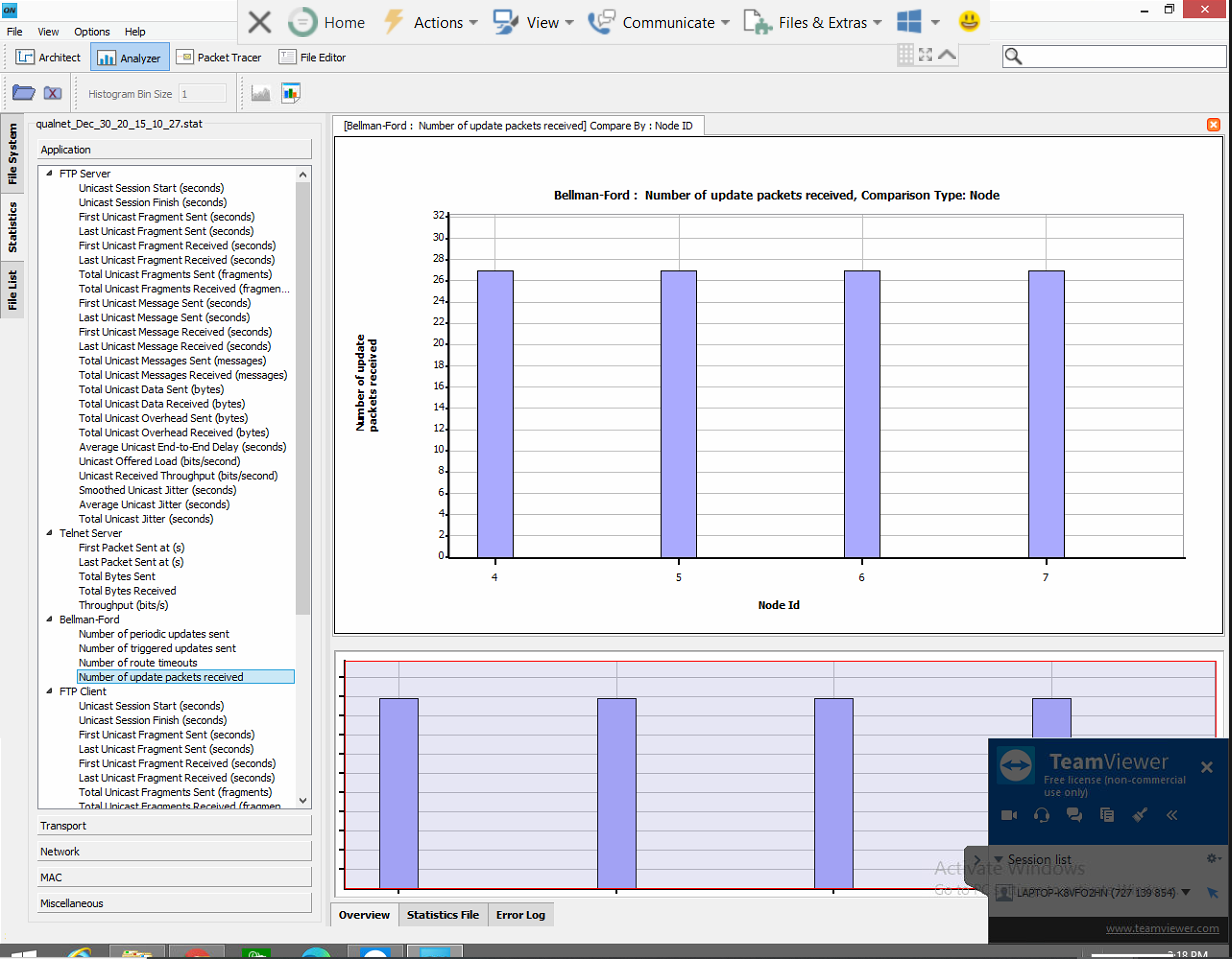 QN
Home Actions View Communicate Files & Extras
File View Options Help
Architect Analyzer Packet Tracer File Editor
Histogram Bin Size 1
File System
Statistics
File List
qualnet_Dec_30_20_15_10_27.stat
Application
FTP Server
Unicast Session Start (seconds)
Unicast Session Finish (seconds)
First Unicast Fragment Sent (seconds)
Last Unicast Fragment Sent (seconds)
First Unicast Fragment Received (seconds)
Last Unicast Fragment Received (seconds)
Total Unicast Fragments Sent (fragments)
Total Unicast Fragments Received (fragmen...
First Unicast Message Sent (seconds)
Last Unicast Message Sent (seconds)
First Unicast Message Received (seconds)
Last Unicast Message Received (seconds)
Total Unicast Messages Sent (messages)
Total Unicast Messages Received (messages)
Total Unicast Data Sent (bytes)
Total Unicast Data Received (bytes)
Total Unicast Overhead Sent (bytes)
Total Unicast Overhead Received (bytes)
Average Unicast End-to-End Delay (seconds)
Unicast Offered Load (bits/second)
Unicast Received Throughput (bits/second)
Smoothed Unicast Jitter (seconds)
Average Unicast Jitter (seconds)
Total Unicast Jitter (seconds)
Telnet Server
First Packet Sent at (s)
Last Packet Sent at (s)
Total Bytes Sent
Total Bytes Received
Throughput (bits/s)
Bellman-Ford
Number of periodic updates sent
Number of triggered updates sent
Number of route timeouts
Number of update packets received
FTP Client
Unicast Session Start (seconds)
Unicast Session Finish (seconds)
First Unicast Fragment Sent (seconds)
Last Unicast Fragment Sent (seconds)
First Unicast Fragment Received (seconds)
Last Unicast Fragment Received (seconds)
Total Unicast Fragments Sent (fragments)
Total Unicast Fragments Received (fragmen
Transport
Network
MAC
Miscellaneous
[Bellman-Ford : Number of update packets received] Compare By : Node ID
Bellman-Ford : Number of update packets received, Comparison Type: Node
32
30
28
26
24
22
20
18
16
14
12
10
8
6
4
2
0
Number of update
packets received
4 5 6 7
Node Id
Overview Statistics File Error Log
TeamViewer
Free license (non-commercial
use only)
Session list
Activate Windows
LAPTOP-K8VFO2HN (727 139 854)
www.teamviewer.com